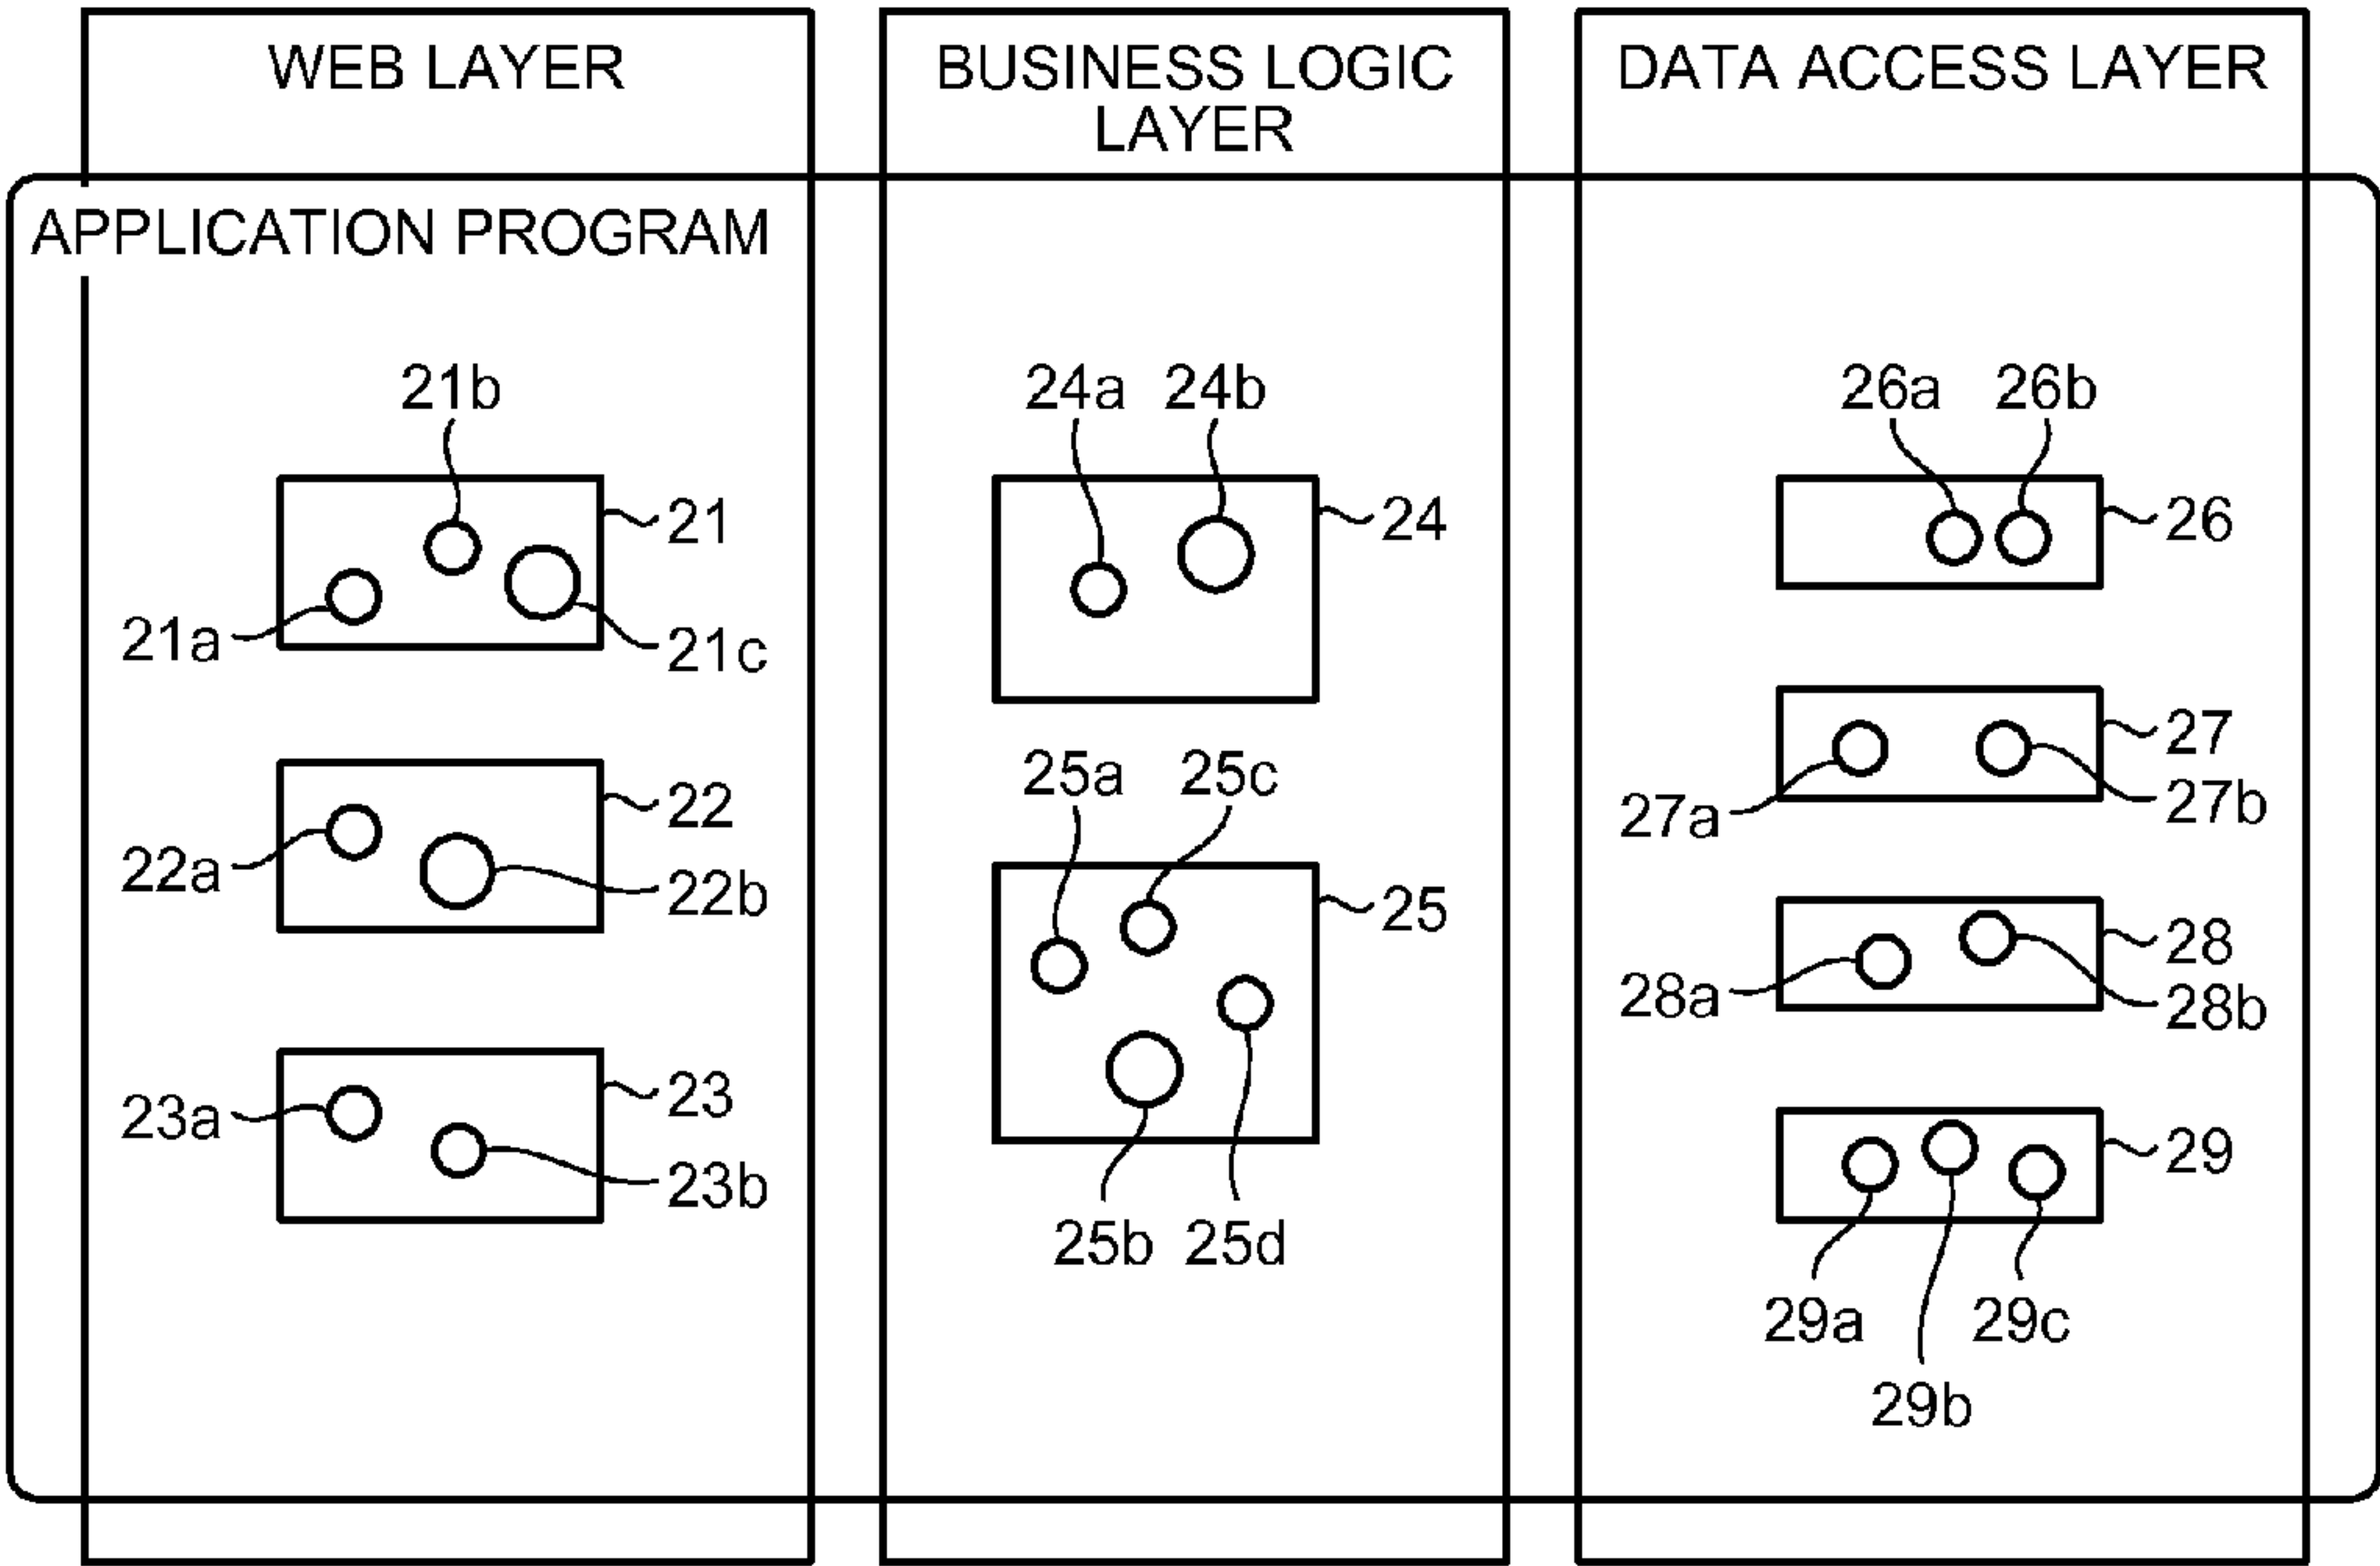 WEB LAYER
BUSINESS LOGIC
LAYER
DATA ACCESS LAYER
APPLICATION PROGRAM
21b
21
21a
21c
22
22a
22b
23
23a
23b
24a 24b
24
25a 25c
25
25b 25d
26a 26b
26
27
27a
27b
28
28a
28b
29
29a 29c
29b